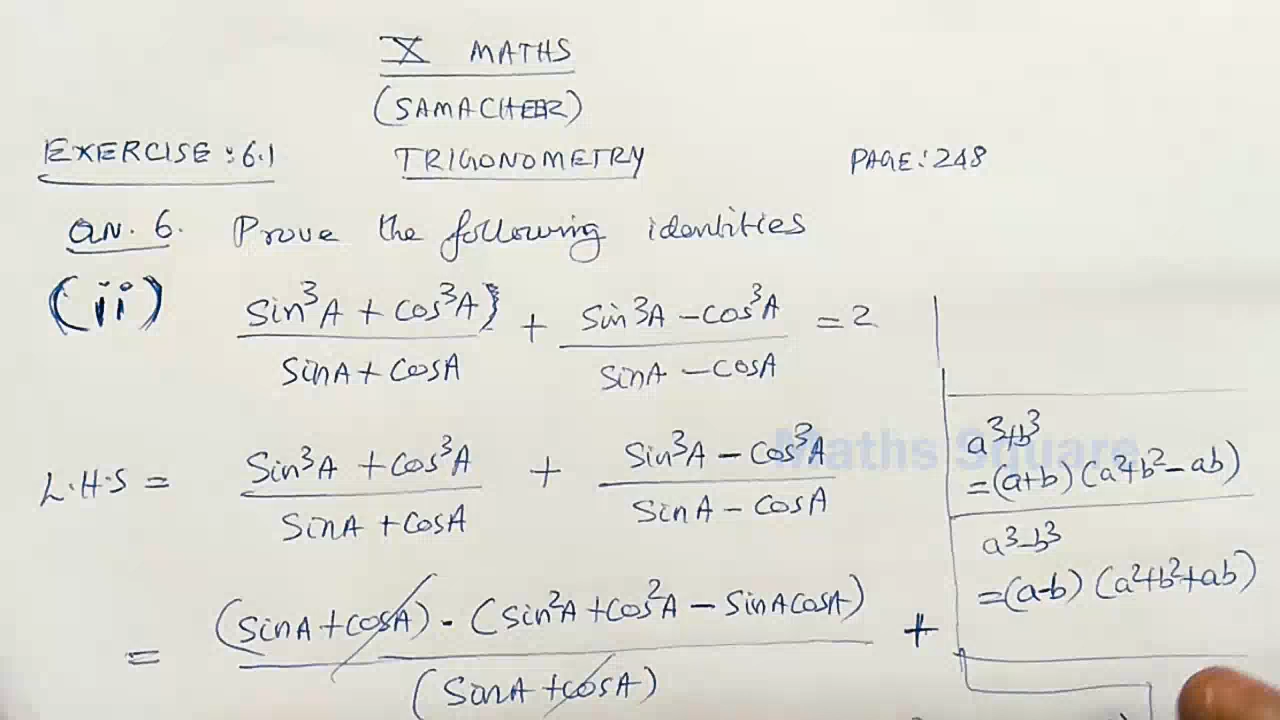 X MATHS
(SAMACHEER)
EXERCISE: 6.1 TRIGONOMETRY PAGE: 248
QN. 6. Prove the following identities
(ii) (Sin³A + Cos³A)/(SinA + CosA) + (Sin³A - Cos³A)/(SinA - CosA) = 2
L.H.S = (Sin³A + Cos³A)/(SinA + CosA) + (Sin³A - Cos³A)/(SinA - CosA)
= (SinA + CosA) - (Sin²A + Cos²A - SinACosA)/(SinA + CosA) +
a³+b³
=(a+b) (a²+b²-ab)
a³-b³
=(a-b) (a²+b²+ab)
Maths Square